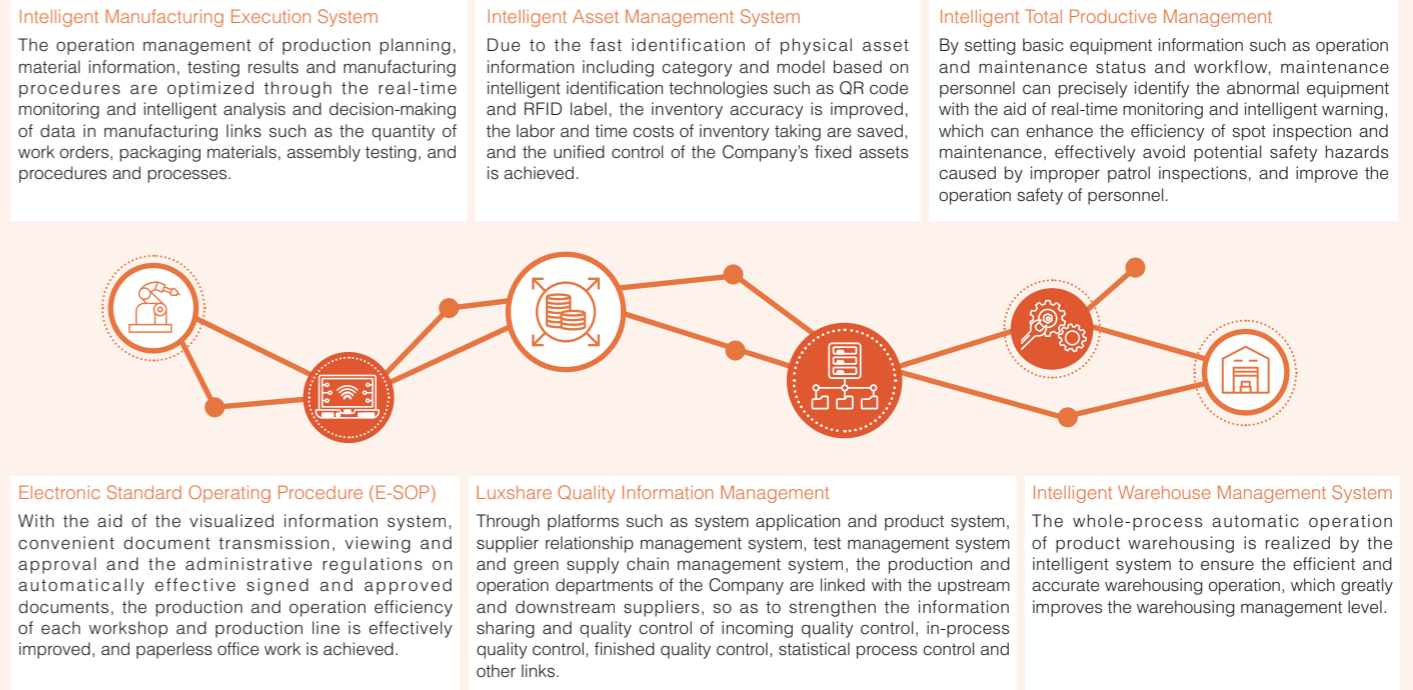 Intelligent Manufacturing Execution System
The operation management of production planning,
material information, testing results and manufacturing
procedures are optimized through the real-time
monitoring and intelligent analysis and decision-making
of data in manufacturing links such as the quantity of
work orders, packaging materials, assembly testing, and
procedures and processes.
Intelligent Asset Management System
Due to the fast identification of physical asset
information including category and model based on
intelligent identification technologies such as QR code
and RFID label, the inventory accuracy is improved,
the labor and time costs of inventory taking are saved,
and the unified control of the Company's fixed assets
is achieved.
Intelligent Total Productive Management
By setting basic equipment information such as operation
and maintenance status and workflow, maintenance
personnel can precisely identify the abnormal equipment
with the aid of real-time monitoring and intelligent warning,
which can enhance the efficiency of spot inspection and
maintenance, effectively avoid potential safety hazards
caused by improper patrol inspections, and improve the
operation safety of personnel.
Electronic Standard Operating Procedure (E-SOP)
With the aid of the visualized information system,
convenient document transmission, viewing and
approval and the administrative regulations on
automatically effective signed and approved
documents, the production and operation efficiency
of each workshop and production line is effectively
improved, and paperless office work is achieved.
Luxshare Quality Information Management
Through platforms such as system application and product system,
supplier relationship management system, test management system
and green supply chain management system, the production and
operation departments of the Company are linked with the upstream
and downstream suppliers, so as to strengthen the information
sharing and quality control of incoming quality control, in-process
quality control, finished quality control, statistical process control and
other links.
Intelligent Warehouse Management System
The whole-process automatic operation
of product warehousing is realized by the
intelligent system to ensure the efficient and
accurate warehousing operation, which greatly
improves the warehousing management level.